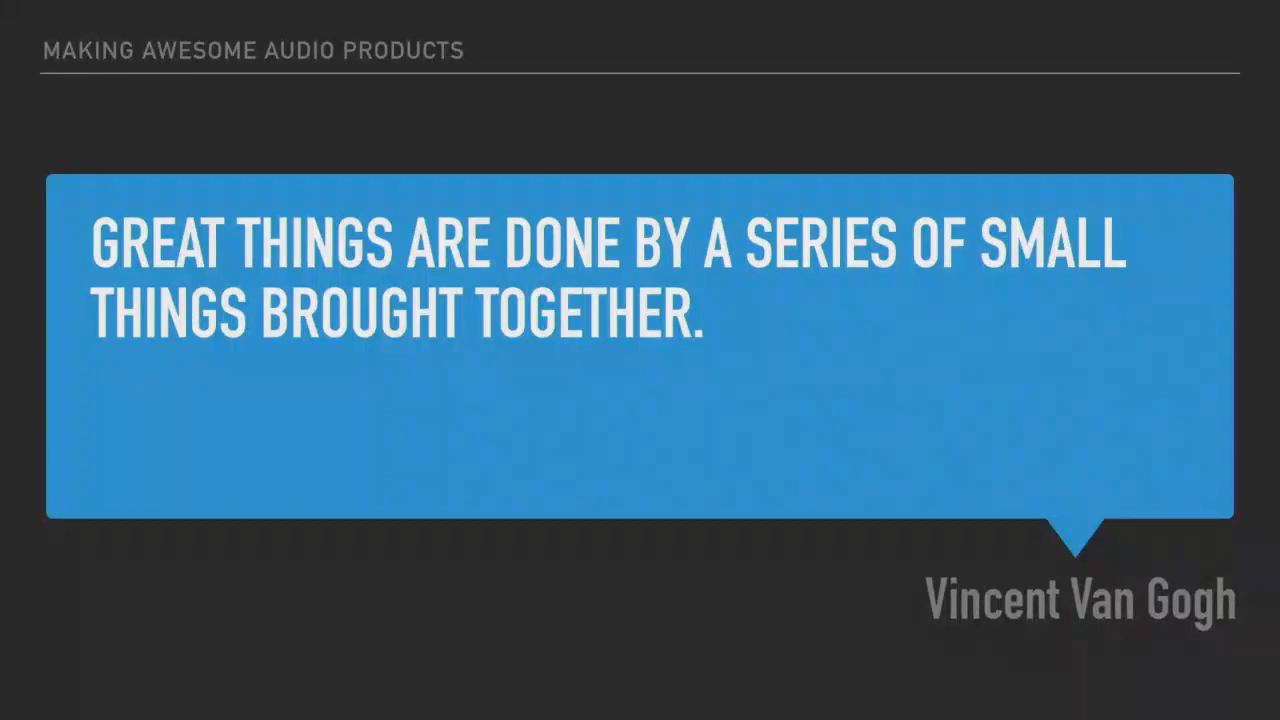 MAKING AWESOME AUDIO PRODUCTS
GREAT THINGS ARE DONE BY A SERIES OF SMALL
THINGS BROUGHT TOGETHER.
Vincent Van Gogh